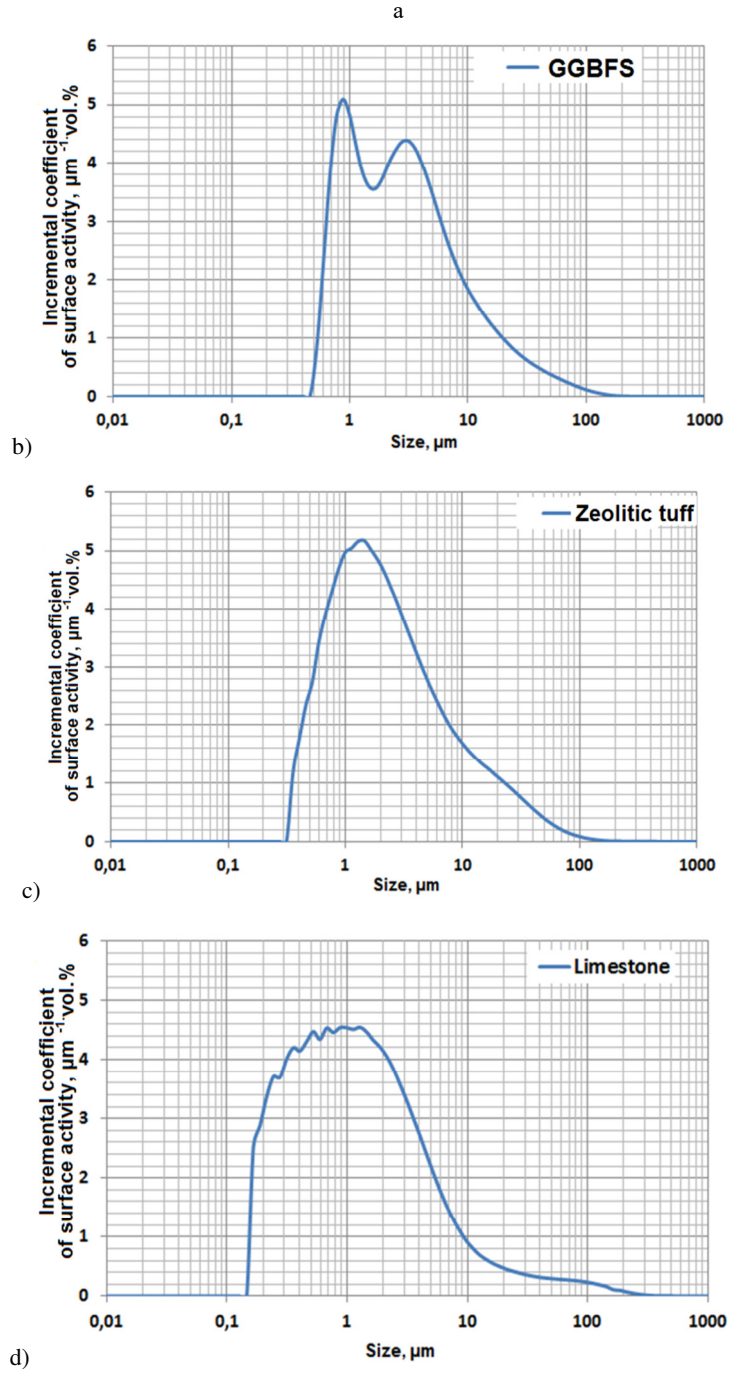 a
GGBFS
Incremental coefficient
of surface activity, µm ⁻¹·vol.%
6
5
4
3
2
1
0
0,01 0,1 1 10 100 1000
Size, µm
b)
Zeolitic tuff
Incremental coefficient
of surface activity, µm ⁻¹·vol.%
6
5
4
3
2
1
0
0,01 0,1 1 10 100 1000
Size, µm
c)
Limestone
Incremental coefficient
of surface activity, µm ⁻¹·vol.%
6
5
4
3
2
1
0
0,01 0,1 1 10 100 1000
Size, µm
d)